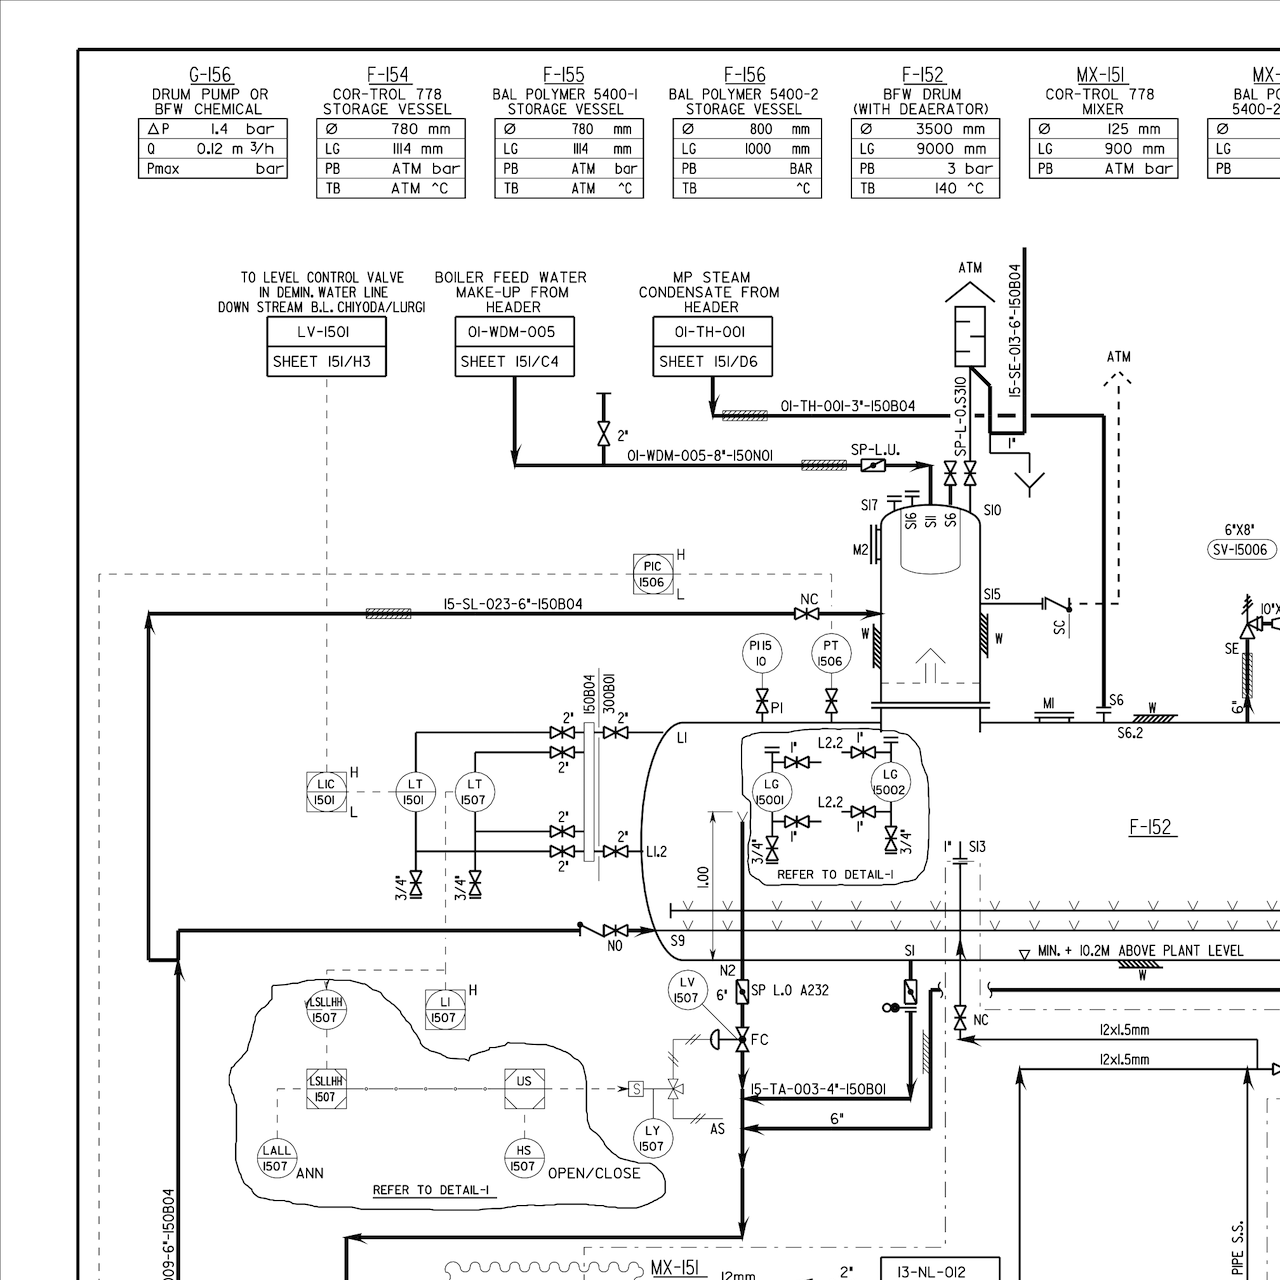 G-156
DRUM PUMP OR
BFW CHEMICAL
△P 1.4 bar
Q 0.12 m 3/h
Pmax bar
F-154
COR-TROL 778
STORAGE VESSEL
Ø 780 mm
LG 1114 mm
PB ATM bar
TB ATM ^C
F-155
BAL POLYMER 5400-1
STORAGE VESSEL
Ø 780 mm
LG 1114 mm
PB ATM bar
TB ATM ^C
F-156
BAL POLYMER 5400-2
STORAGE VESSEL
Ø 800 mm
LG 1000 mm
PB BAR
TB ^C
F-152
BFW DRUM
(WITH DEAERATOR)
Ø 3500 mm
LG 9000 mm
PB 3 bar
TB 140 ^C
MX-151
COR-TROL 778
MIXER
Ø 125 mm
LG 900 mm
PB ATM bar
MX-
BAL PO
5400-2
Ø
LG
PB
TO LEVEL CONTROL VALVE
IN DEMIN. WATER LINE
DOWN STREAM B.L. CHIYODA/LURGI
LV-1501
SHEET 151/H3
BOILER FEED WATER
MAKE-UP FROM
HEADER
01-WDM-005
SHEET 151/C4
MP STEAM
CONDENSATE FROM
HEADER
01-TH-001
SHEET 151/D6
ATM
15-SE-013-6"-150B04
ATM
01-TH-001-3"-150B04
SP-L-0.S310
2"
01-WDM-005-8"-150N01
SP-L.U.
1"
S17
S16
S11
S6
S10
M2
6"X8"
SV-15006
PIC
1506
H
L
15-SL-023-6"-150B04
NC
S15
SC
W
W
10"X
SE
6"
PI 15
10
PT
1506
P1
150B04
300B01
M1
S6
W
S6.2
2"
2"
2"
L1
LIC
1501
H
L
LT
1501
LT
1507
2"
2"
2"
L1.2
3/4"
3/4"
1"
L2.2
1"
LG
15001
LG
15002
L2.2
1"
1"
3/4"
3/4"
REFER TO DETAIL-1
F-152
1.00
1"
S13
NO
S9
S1
MIN. + 10.2M ABOVE PLANT LEVEL
W
N2
6"
SP L.O A232
LV
1507
FC
NC
LSLLHH
1507
LI
1507
H
12x1.5mm
12x1.5mm
LSLLHH
1507
US
S
15-TA-003-4"-150B01
AS
6"
LY
1507
LALL
1507
ANN
HS
1507
OPEN/CLOSE
REFER TO DETAIL-1
009-6"-150B04
PIPE S.S.
MX-151
12mm
2"
13-NL-012